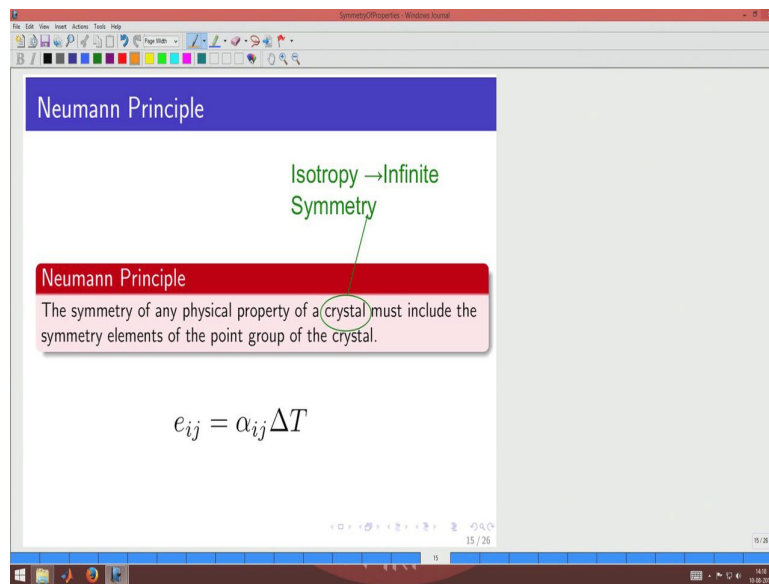 SymmetryOfProperties - Windows Journal
File Edit View Insert Actions Tools Help
Page Width
B I
Neumann Principle
Isotropy →Infinite
Symmetry
Neumann Principle
The symmetry of any physical property of a crystal must include the
symmetry elements of the point group of the crystal.
e_{ij} = α_{ij}ΔT
15 / 26
15 / 26
15
14:18